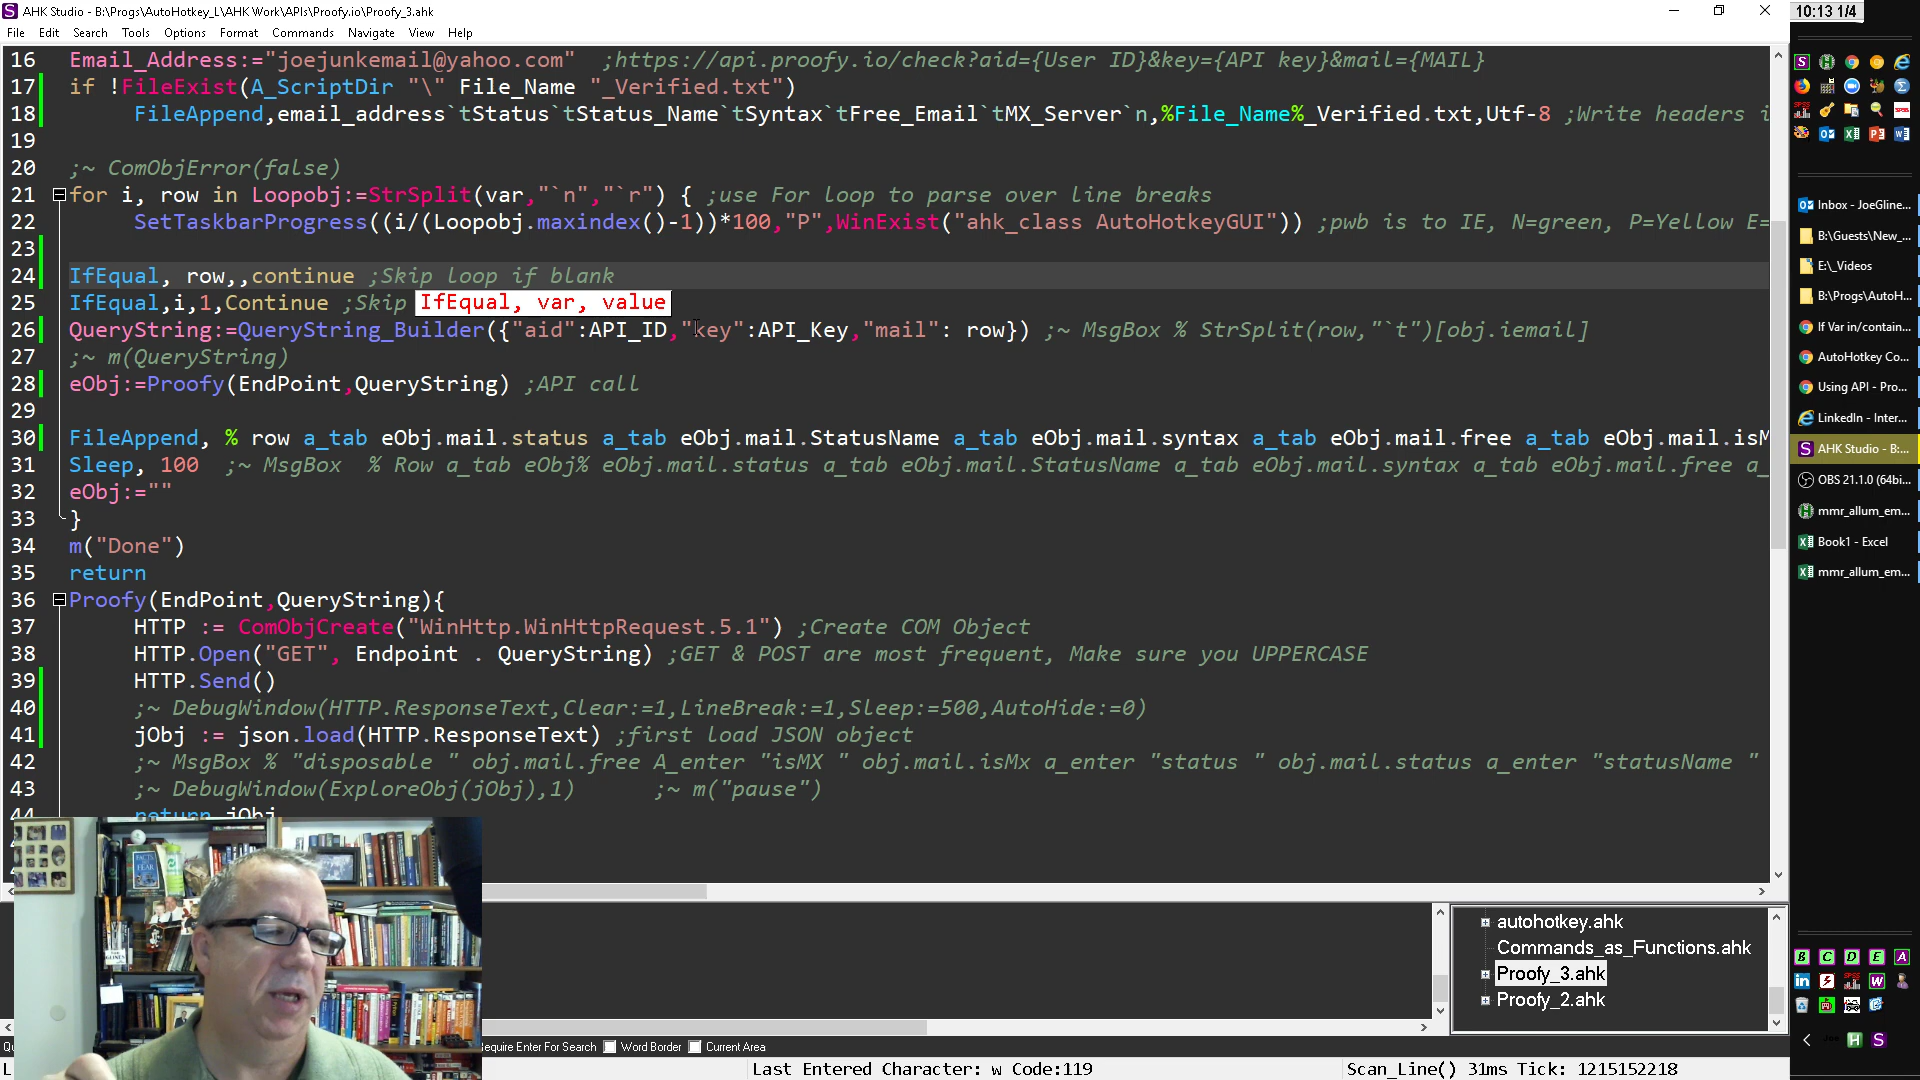 AHK Studio - B:\Progs\AutoHotkey_L\AHK Work\APIs\Proofy.io\Proofy_3.ahk
10:13 1/4
File Edit Search Tools Options Format Commands Navigate View Help
16 Email_Address:="joejunkemail@yahoo.com" ;https://api.proofy.io/check?aid={User ID}&key={API key}&mail={MAIL}
17 if !FileExist(A_ScriptDir "\" File_Name "_Verified.txt")
18 FileAppend,email_address`tStatus`tStatus_Name`tSyntax`tFree_Email`tMX_Server`n,%File_Name%_Verified.txt,Utf-8 ;Write headers i
19
20 ;~ ComObjError(false)
21 for i, row in Loopobj:=StrSplit(var,"`n","`r") { ;use For loop to parse over line breaks
22 SetTaskbarProgress((i/(Loopobj.maxindex()-1))*100,"P",WinExist("ahk_class AutoHotkeyGUI")) ;pwb is to IE, N=green, P=Yellow E=
23
24 IfEqual, row,,continue ;Skip loop if blank
25 IfEqual,i,1,Continue ;Skip IfEqual, var, value
26 QueryString:=QueryString_Builder({"aid":API_ID,"key":API_Key,"mail": row}) ;~ MsgBox % StrSplit(row,"`t")[obj.iemail]
27 ;~ m(QueryString)
28 eObj:=Proofy(EndPoint,QueryString) ;API call
29
30 FileAppend, % row a_tab eObj.mail.status a_tab eObj.mail.StatusName a_tab eObj.mail.syntax a_tab eObj.mail.free a_tab eObj.mail.isM
31 Sleep, 100 ;~ MsgBox % Row a_tab eObj% eObj.mail.status a_tab eObj.mail.StatusName a_tab eObj.mail.syntax a_tab eObj.mail.free a_
32 eObj:=""
33 }
34 m("Done")
35 return
36 Proofy(EndPoint,QueryString){
37 HTTP := ComObjCreate("WinHttp.WinHttpRequest.5.1") ;Create COM Object
38 HTTP.Open("GET", Endpoint . QueryString) ;GET & POST are most frequent, Make sure you UPPERCASE
39 HTTP.Send()
40 ;~ DebugWindow(HTTP.ResponseText,Clear:=1,LineBreak:=1,Sleep:=500,AutoHide:=0)
41 jObj := json.load(HTTP.ResponseText) ;first load JSON object
42 ;~ MsgBox % "disposable " obj.mail.free A_enter "isMX " obj.mail.isMx a_enter "status " obj.mail.status a_enter "statusName "
43 ;~ DebugWindow(ExploreObj(jObj),1) ;~ m("pause")
44 return jObj
autohotkey.ahk
Commands_as_Functions.ahk
Proofy_3.ahk
Proofy_2.ahk
equire Enter For Search Word Border Current Area
Last Entered Character: w Code:119
Scan_Line() 31ms Tick: 1215152218
Inbox - JoeGline...
B:\Guests\New_...
E:\_Videos
B:\Progs\AutoH...
If Var in/contain...
AutoHotkey Co...
Using API - Pro...
LinkedIn - Inter...
AHK Studio - B:...
OBS 21.1.0 (64bi...
mmr_allum_em...
Book1 - Excel
mmr_allum_em...
B C D E A